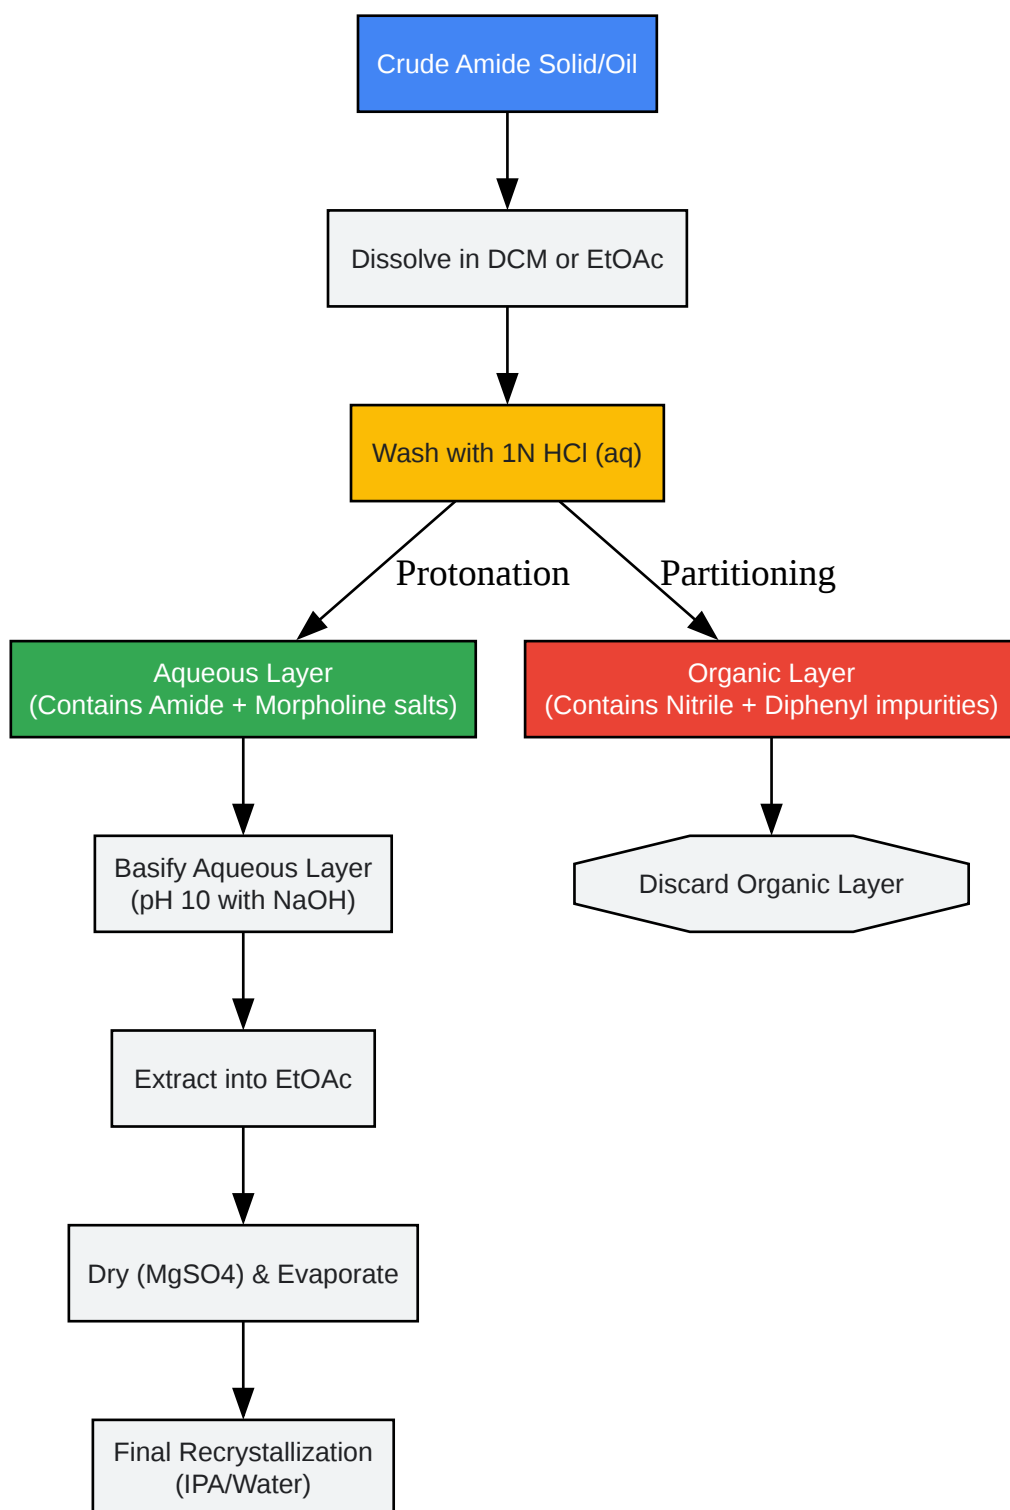 Crude Amide Solid/Oil
Dissolve in DCM or EtOAc
Wash with 1N HCl (aq)
Protonation
Partitioning
Aqueous Layer
(Contains Amide + Morpholine salts)
Organic Layer
(Contains Nitrile + Diphenyl impurities)
Basify Aqueous Layer
(pH 10 with NaOH)
Discard Organic Layer
Extract into EtOAc
Dry (MgSO4) & Evaporate
Final Recrystallization
(IPA/Water)